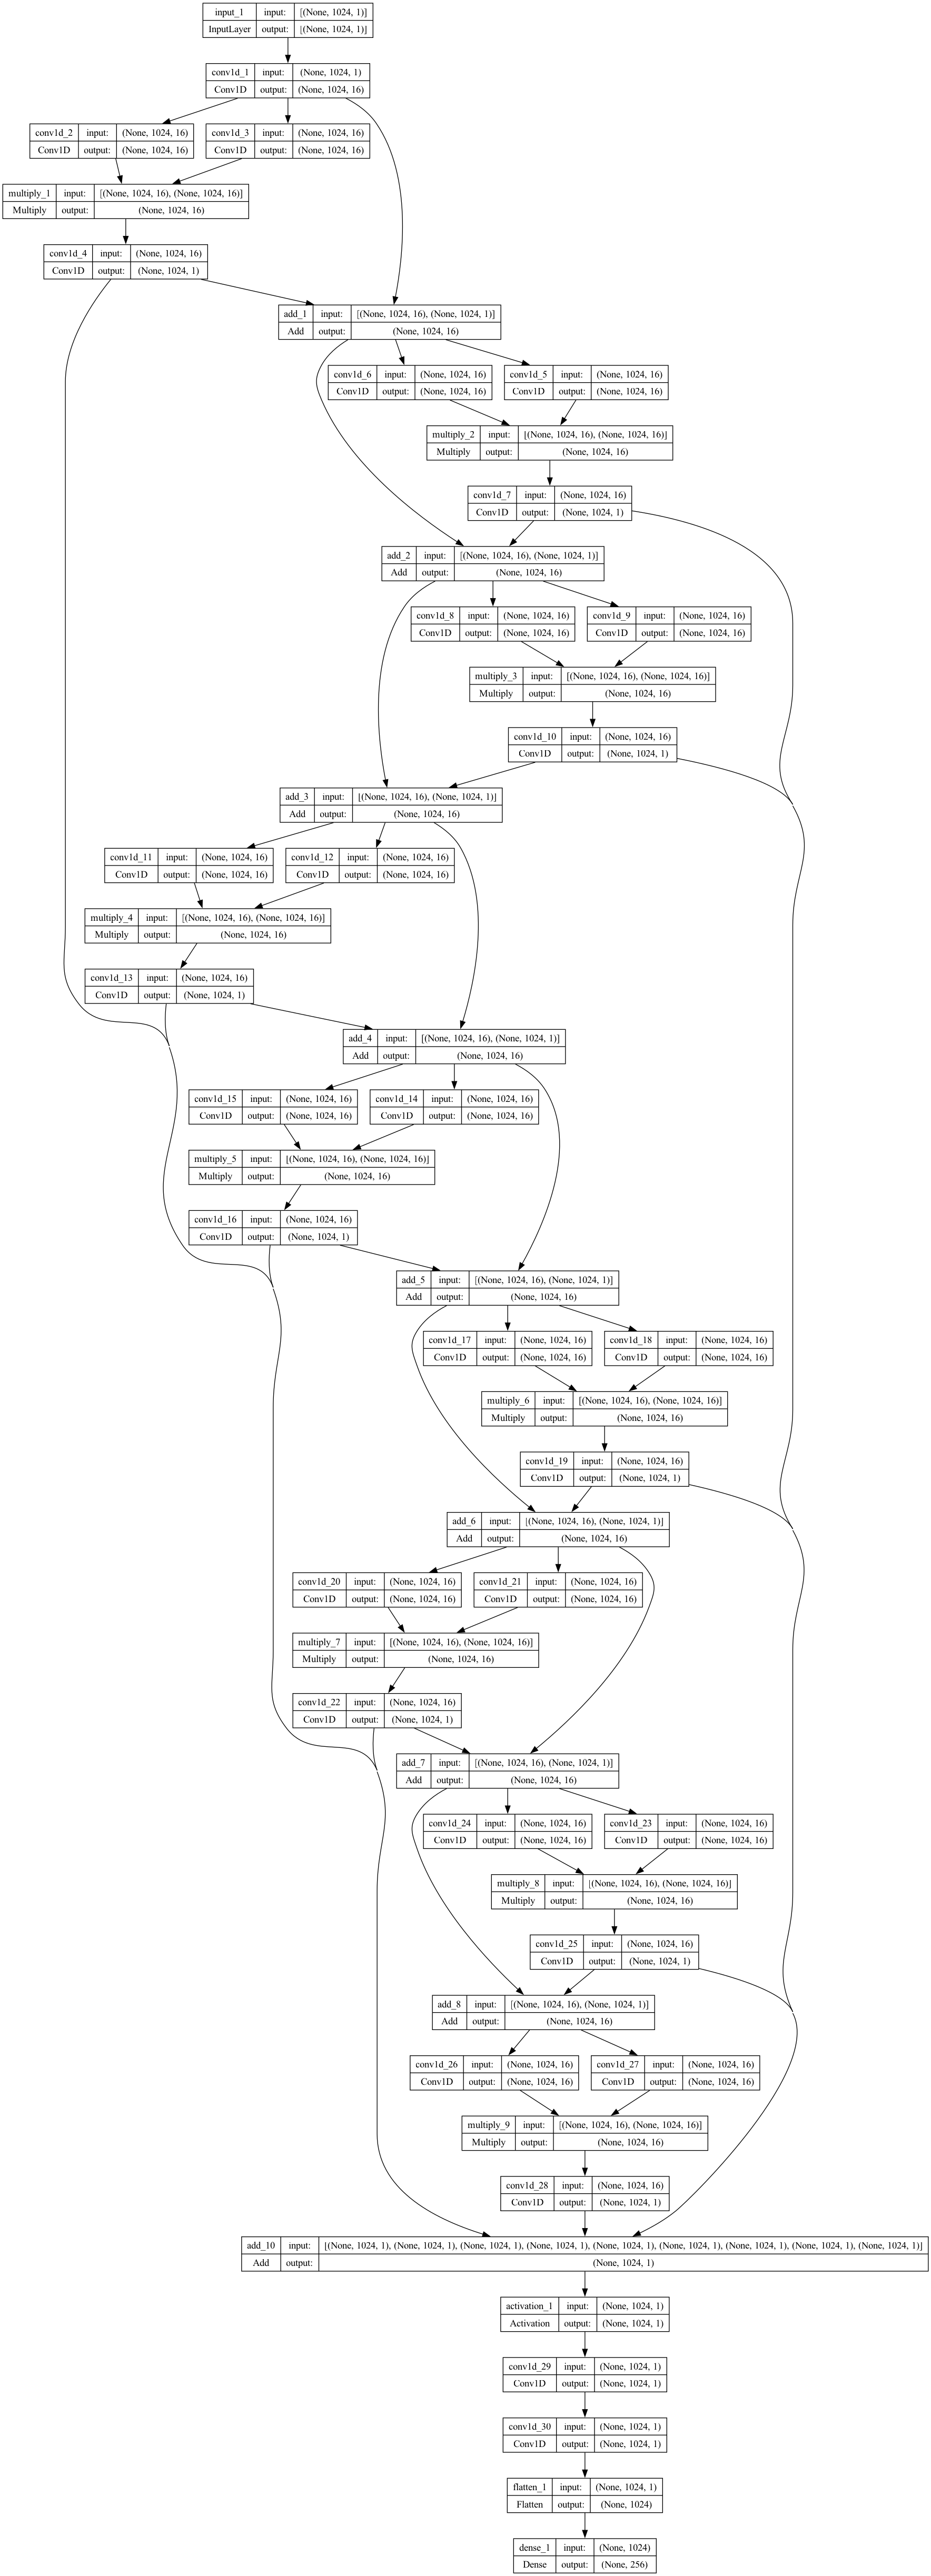 input_1 input: [(None, 1024, 1)]
InputLayer output: [(None, 1024, 1)]
conv1d_1 input: (None, 1024, 1)
Conv1D output: (None, 1024, 16)
conv1d_2 input: (None, 1024, 16)
Conv1D output: (None, 1024, 16)
conv1d_3 input: (None, 1024, 16)
Conv1D output: (None, 1024, 16)
multiply_1 input: [(None, 1024, 16), (None, 1024, 16)]
Multiply output: (None, 1024, 16)
conv1d_4 input: (None, 1024, 16)
Conv1D output: (None, 1024, 1)
add_1 input: [(None, 1024, 16), (None, 1024, 1)]
Add output: (None, 1024, 16)
conv1d_6 input: (None, 1024, 16)
Conv1D output: (None, 1024, 16)
conv1d_5 input: (None, 1024, 16)
Conv1D output: (None, 1024, 16)
multiply_2 input: [(None, 1024, 16), (None, 1024, 16)]
Multiply output: (None, 1024, 16)
conv1d_7 input: (None, 1024, 16)
Conv1D output: (None, 1024, 1)
add_2 input: [(None, 1024, 16), (None, 1024, 1)]
Add output: (None, 1024, 16)
conv1d_8 input: (None, 1024, 16)
Conv1D output: (None, 1024, 16)
conv1d_9 input: (None, 1024, 16)
Conv1D output: (None, 1024, 16)
multiply_3 input: [(None, 1024, 16), (None, 1024, 16)]
Multiply output: (None, 1024, 16)
conv1d_10 input: (None, 1024, 16)
Conv1D output: (None, 1024, 1)
add_3 input: [(None, 1024, 16), (None, 1024, 1)]
Add output: (None, 1024, 16)
conv1d_11 input: (None, 1024, 16)
Conv1D output: (None, 1024, 16)
conv1d_12 input: (None, 1024, 16)
Conv1D output: (None, 1024, 16)
multiply_4 input: [(None, 1024, 16), (None, 1024, 16)]
Multiply output: (None, 1024, 16)
conv1d_13 input: (None, 1024, 16)
Conv1D output: (None, 1024, 1)
add_4 input: [(None, 1024, 16), (None, 1024, 1)]
Add output: (None, 1024, 16)
conv1d_15 input: (None, 1024, 16)
Conv1D output: (None, 1024, 16)
conv1d_14 input: (None, 1024, 16)
Conv1D output: (None, 1024, 16)
multiply_5 input: [(None, 1024, 16), (None, 1024, 16)]
Multiply output: (None, 1024, 16)
conv1d_16 input: (None, 1024, 16)
Conv1D output: (None, 1024, 1)
add_5 input: [(None, 1024, 16), (None, 1024, 1)]
Add output: (None, 1024, 16)
conv1d_17 input: (None, 1024, 16)
Conv1D output: (None, 1024, 16)
conv1d_18 input: (None, 1024, 16)
Conv1D output: (None, 1024, 16)
multiply_6 input: [(None, 1024, 16), (None, 1024, 16)]
Multiply output: (None, 1024, 16)
conv1d_19 input: (None, 1024, 16)
Conv1D output: (None, 1024, 1)
add_6 input: [(None, 1024, 16), (None, 1024, 1)]
Add output: (None, 1024, 16)
conv1d_20 input: (None, 1024, 16)
Conv1D output: (None, 1024, 16)
conv1d_21 input: (None, 1024, 16)
Conv1D output: (None, 1024, 16)
multiply_7 input: [(None, 1024, 16), (None, 1024, 16)]
Multiply output: (None, 1024, 16)
conv1d_22 input: (None, 1024, 16)
Conv1D output: (None, 1024, 1)
add_7 input: [(None, 1024, 16), (None, 1024, 1)]
Add output: (None, 1024, 16)
conv1d_24 input: (None, 1024, 16)
Conv1D output: (None, 1024, 16)
conv1d_23 input: (None, 1024, 16)
Conv1D output: (None, 1024, 16)
multiply_8 input: [(None, 1024, 16), (None, 1024, 16)]
Multiply output: (None, 1024, 16)
conv1d_25 input: (None, 1024, 16)
Conv1D output: (None, 1024, 1)
add_8 input: [(None, 1024, 16), (None, 1024, 1)]
Add output: (None, 1024, 16)
conv1d_26 input: (None, 1024, 16)
Conv1D output: (None, 1024, 16)
conv1d_27 input: (None, 1024, 16)
Conv1D output: (None, 1024, 16)
multiply_9 input: [(None, 1024, 16), (None, 1024, 16)]
Multiply output: (None, 1024, 16)
conv1d_28 input: (None, 1024, 16)
Conv1D output: (None, 1024, 1)
add_10 input: [(None, 1024, 1), (None, 1024, 1), (None, 1024, 1), (None, 1024, 1), (None, 1024, 1), (None, 1024, 1), (None, 1024, 1), (None, 1024, 1), (None, 1024, 1)]
Add output: (None, 1024, 1)
activation_1 input: (None, 1024, 1)
Activation output: (None, 1024, 1)
conv1d_29 input: (None, 1024, 1)
Conv1D output: (None, 1024, 1)
conv1d_30 input: (None, 1024, 1)
Conv1D output: (None, 1024, 1)
flatten_1 input: (None, 1024, 1)
Flatten output: (None, 1024)
dense_1 input: (None, 1024)
Dense output: (None, 256)